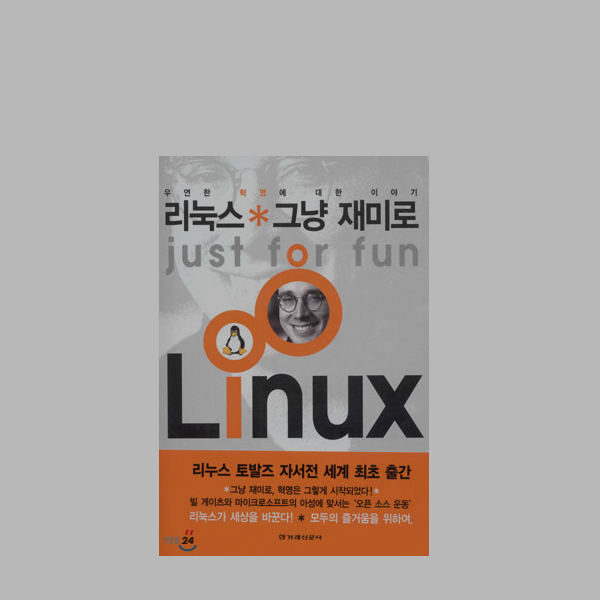 우연한 혁명에 대한 이야기
리눅스*그냥 재미로
just for fun
Linux
리누스 토발즈 자서전 세계 최초 출간
*그냥 재미로, 혁명은 그렇게 시작되었다!*
빌 게이츠와 마이크로소프트의 아성에 맞서는 '오픈 소스 운동'
리눅스가 세상을 바꾼다! * 모두의 즐거움을 위하여.
한겨레신문사
24